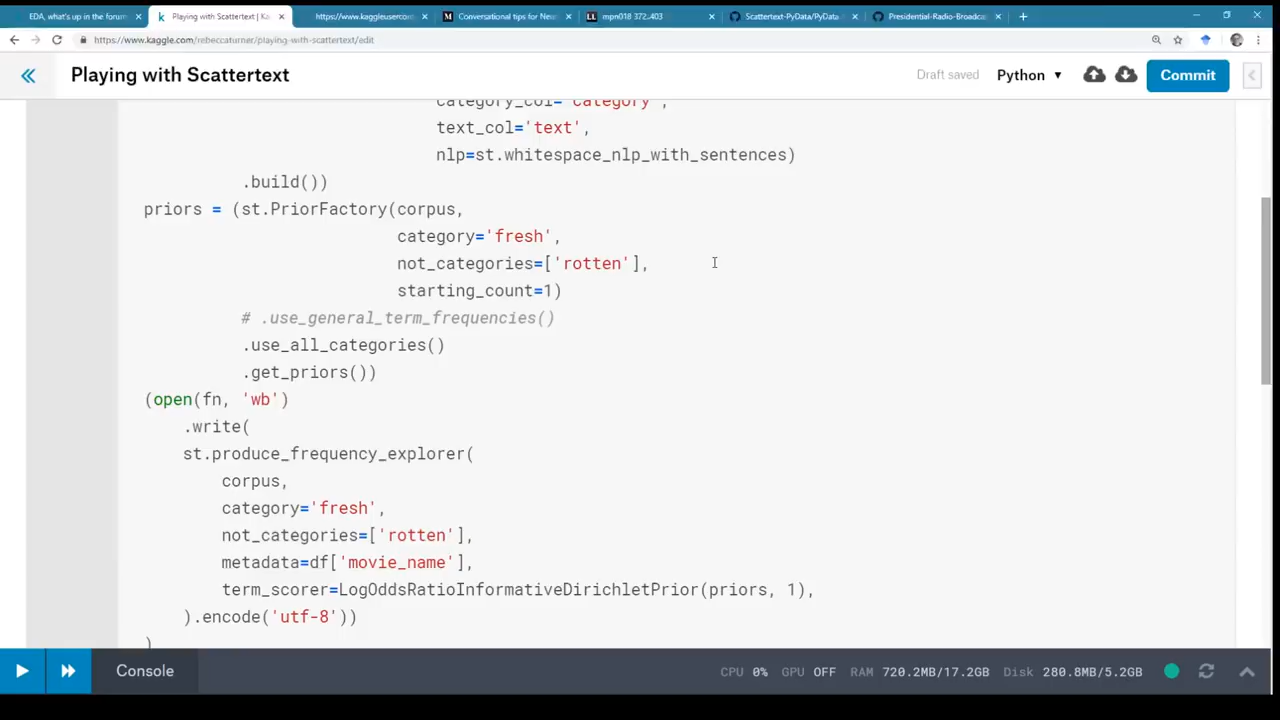 EDA, what's up in the forum
Playing with Scattertext | Ka
https://www.kaggleusercon
Conversational tips for Neu
mpn018 372..403
Scattertext-PyData/PyData
Presidential-Radio-Broadca
https://www.kaggle.com/rebeccaturner/playing-with-scattertext/edit
Playing with Scattertext
Draft saved
Python
Commit
category_col='category',
text_col='text',
nlp=st.whitespace_nlp_with_sentences)
.build())
priors = (st.PriorFactory(corpus,
category='fresh',
not_categories=['rotten'],
starting_count=1)
# .use_general_term_frequencies()
.use_all_categories()
.get_priors())
(open(fn, 'wb')
.write(
st.produce_frequency_explorer(
corpus,
category='fresh',
not_categories=['rotten'],
metadata=df['movie_name'],
term_scorer=LogOddsRatioInformativeDirichletPrior(priors, 1),
).encode('utf-8'))
)
Console
CPU 0% GPU OFF RAM 720.2MB/17.2GB Disk 280.8MB/5.2GB